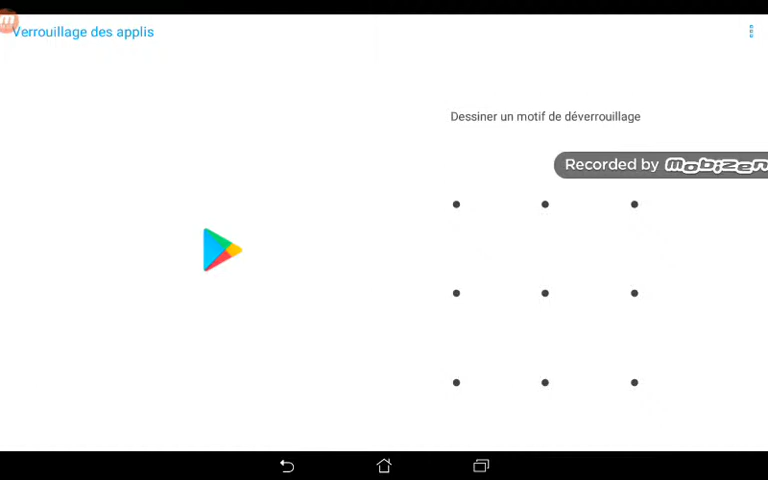 Verrouillage des applis
Dessiner un motif de déverrouillage
Recorded by mobizen